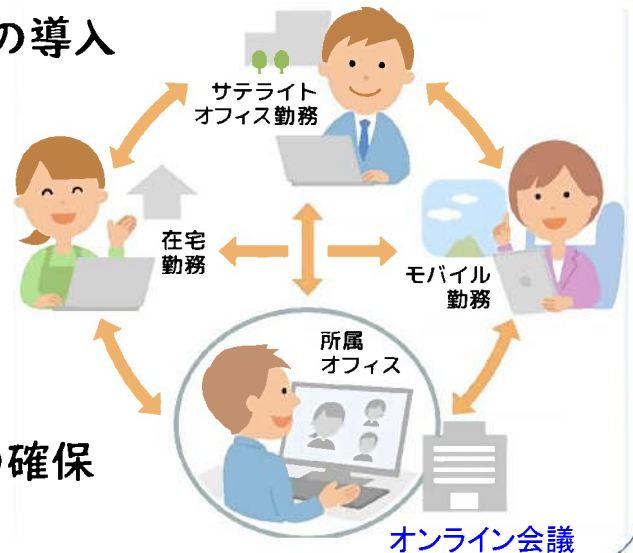 の導入
サテライト
オフィス勤務
在宅
勤務
モバイル
勤務
所属
オフィス
の確保
オンライン会議